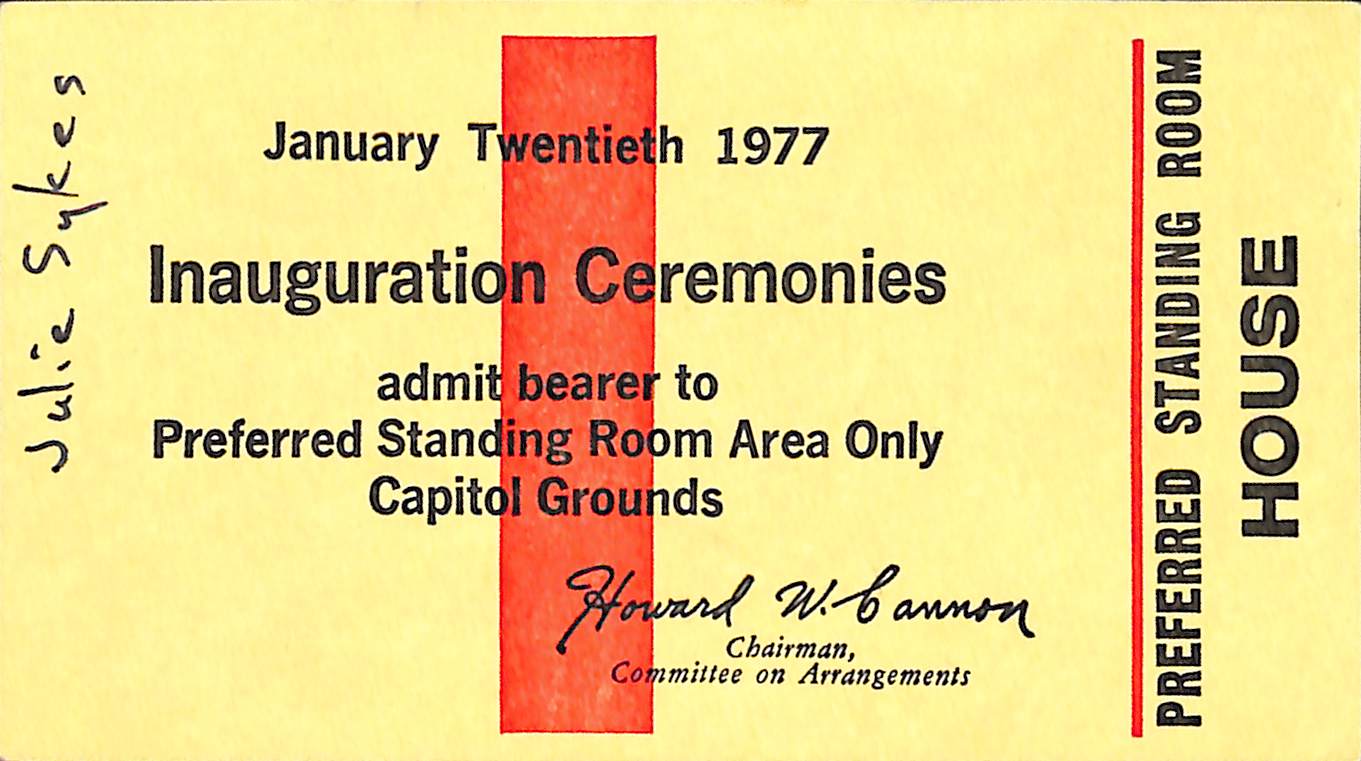 Julie Sykes
January Twentieth 1977
Inauguration Ceremonies
admit bearer to
Preferred Standing Room Area Only
Capitol Grounds
Howard W. Cannon
Chairman,
Committee on Arrangements
PREFERRED STANDING ROOM
HOUSE